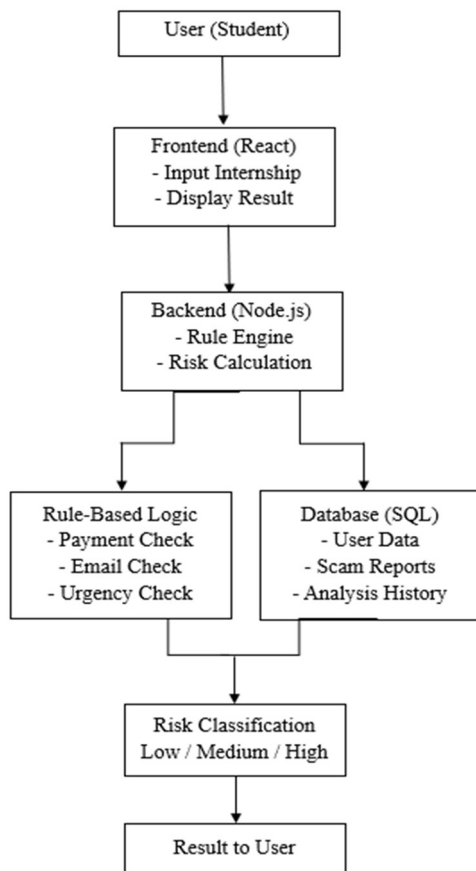 User (Student)
Frontend (React)
- Input Internship
- Display Result
Backend (Node.js)
- Rule Engine
- Risk Calculation
Rule-Based Logic
- Payment Check
- Email Check
- Urgency Check
Database (SQL)
- User Data
- Scam Reports
- Analysis History
Risk Classification
Low / Medium / High
Result to User